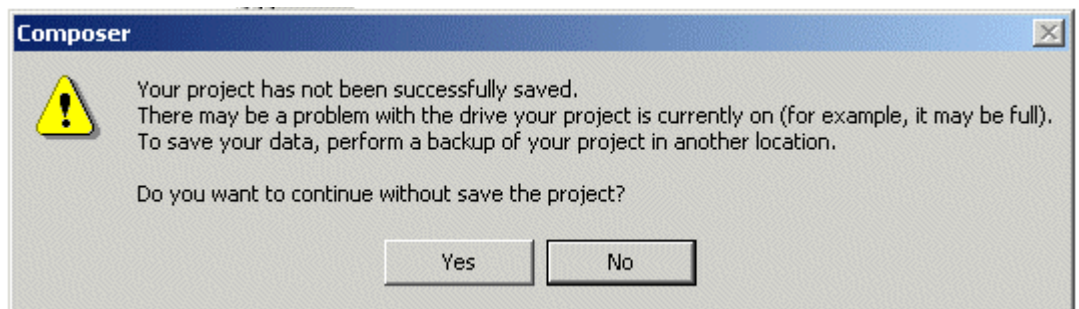 Composer
Your project has not been successfully saved.
There may be a problem with the drive your project is currently on (for example, it may be full).
To save your data, perform a backup of your project in another location.
Do you want to continue without save the project?
Yes No